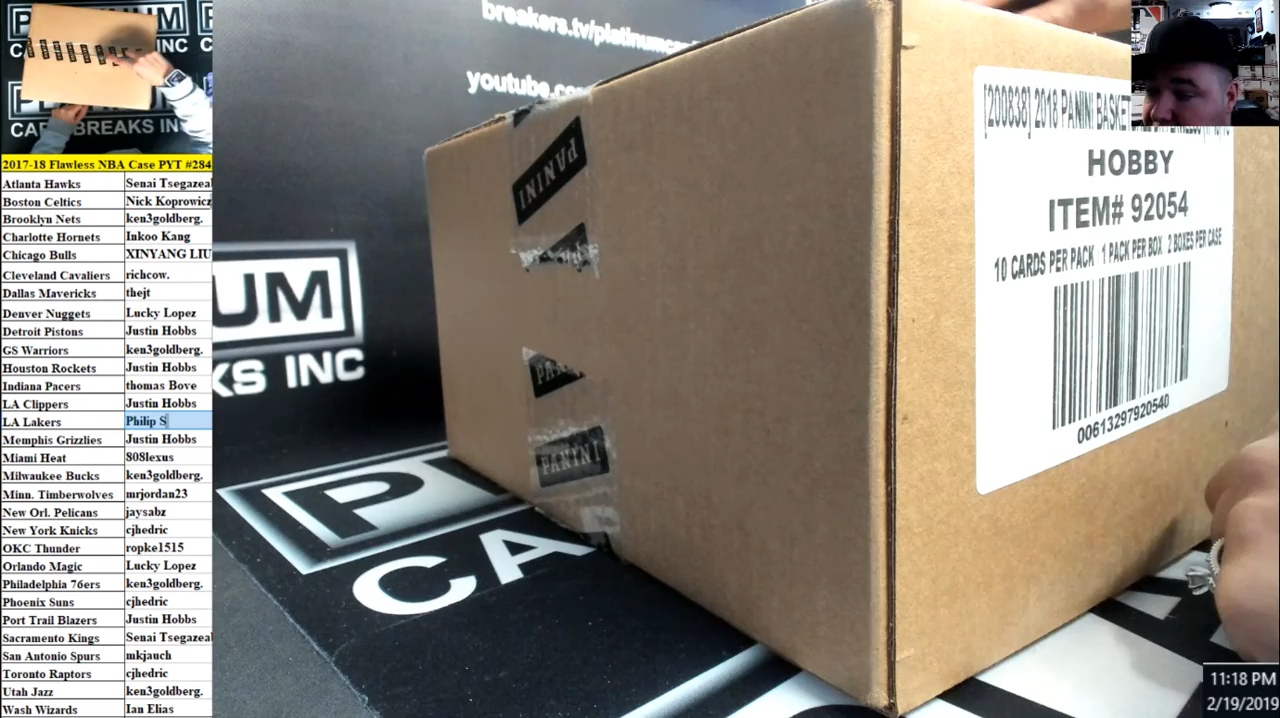 PLATINUM
CARD BREAKS INC
2017-18 Flawless NBA Case PYT #284
Atlanta Hawks Senai Tsegazeal
Boston Celtics Nick Koprowicz
Brooklyn Nets ken3goldberg.
Charlotte Hornets Inkoo Kang
Chicago Bulls XINYANG LIU
Cleveland Cavaliers richcow.
Dallas Mavericks thejt
Denver Nuggets Lucky Lopez
Detroit Pistons Justin Hobbs
GS Warriors ken3goldberg.
Houston Rockets Justin Hobbs
Indiana Pacers thomas Bove
LA Clippers Justin Hobbs
LA Lakers Philip S
Memphis Grizzlies Justin Hobbs
Miami Heat 808lexus
Milwaukee Bucks ken3goldberg.
Minn. Timberwolves mrjordan23
New Orl. Pelicans jaysabz
New York Knicks cjhedric
OKC Thunder ropke1515
Orlando Magic Lucky Lopez
Philadelphia 76ers ken3goldberg.
Phoenix Suns cjhedric
Port Trail Blazers Justin Hobbs
Sacramento Kings Senai Tsegazeal
San Antonio Spurs mkjauch
Toronto Raptors cjhedric
Utah Jazz ken3goldberg.
Wash Wizards Ian Elias
breakers.tv/platinumca
youtube.co
UM
KS INC
PANINI
PAN
PANINI
P
CA
[200838] 2018 PANINI BASKET
HOBBY
ITEM# 92054
10 CARDS PER PACK 1 PACK PER BOX 2 BOXES PER CASE
00613297920540
11:18 PM
2/19/2019